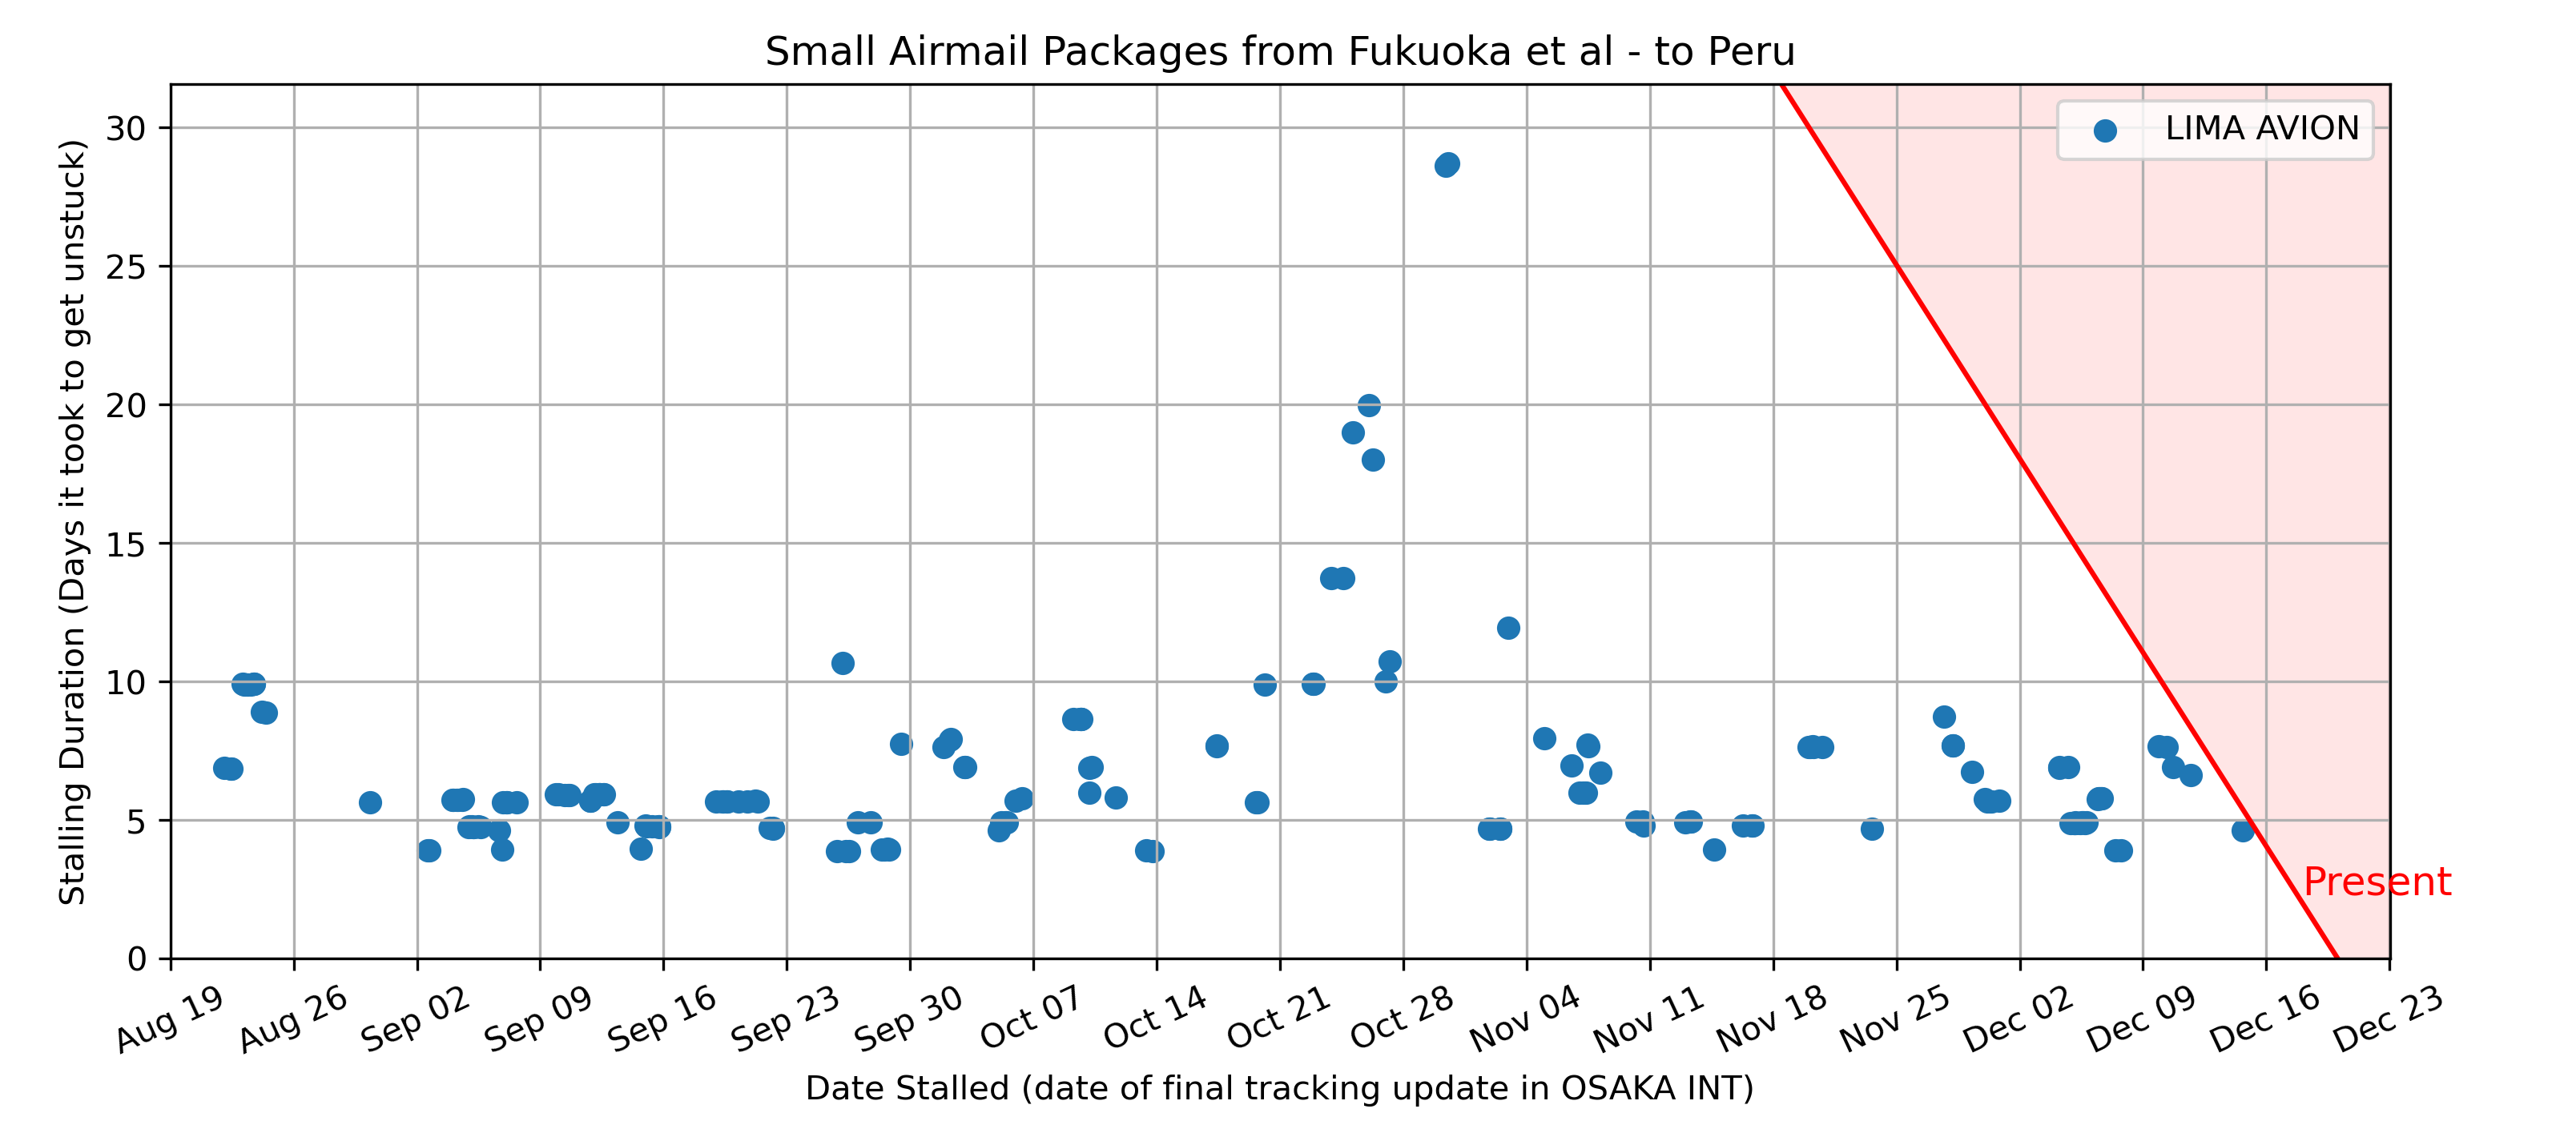 Small Airmail Packages from Fukuoka et al - to Peru
LIMA AVION
Stalling Duration (Days it took to get unstuck)
30
25
20
15
10
5
0
Present
Aug 19 Aug 26 Sep 02 Sep 09 Sep 16 Sep 23 Sep 30 Oct 07 Oct 14 Oct 21 Oct 28 Nov 04 Nov 11 Nov 18 Nov 25 Dec 02 Dec 09 Dec 16 Dec 23
Date Stalled (date of final tracking update in OSAKA INT)